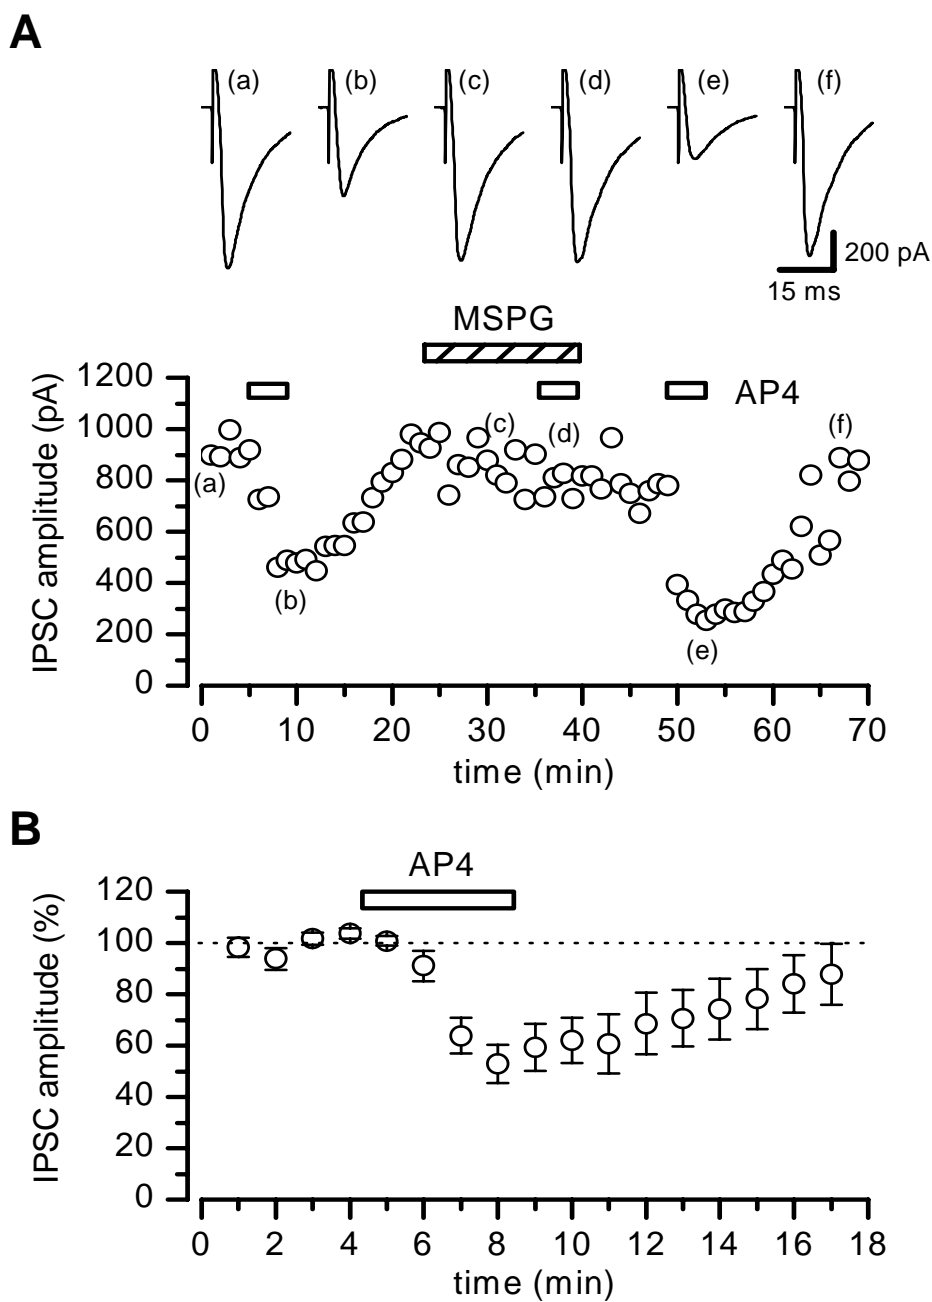 A
(a) (b) (c) (d) (e) (f)
200 pA
15 ms
MSPG
AP4
IPSC amplitude (pA)
1200
1000
800
600
400
200
0
(a)
(b)
(c)
(d)
(e)
(f)
0 10 20 30 40 50 60 70
time (min)
B
AP4
IPSC amplitude (%)
120
100
80
60
40
20
0
0 2 4 6 8 10 12 14 16 18
time (min)